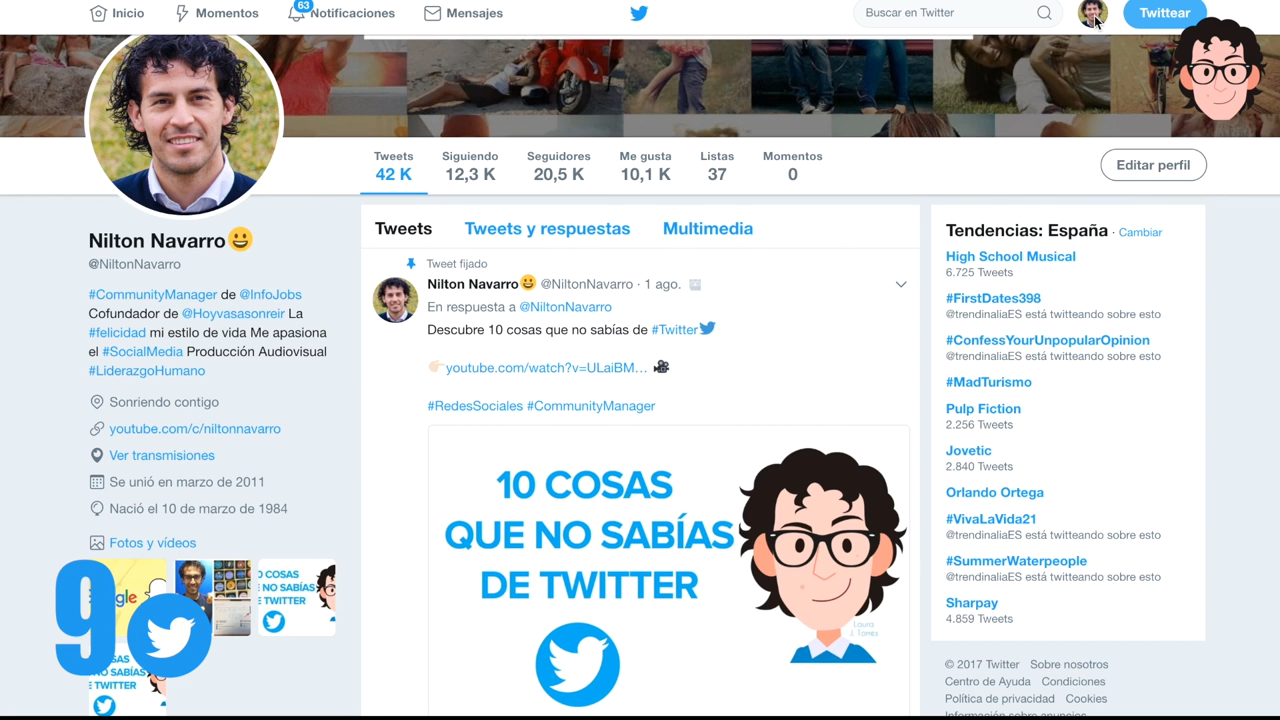 Inicio
Momentos
63
Notificaciones
Mensajes
Buscar en Twitter
Twittear
Tweets
42 K
Siguiendo
12,3 K
Seguidores
20,5 K
Me gusta
10,1 K
Listas
37
Momentos
0
Editar perfil
Nilton Navarro
@NiltonNavarro
#CommunityManager de @InfoJobs
Cofundador de @Hoyvasasonreir La
#felicidad mi estilo de vida Me apasiona
el #SocialMedia Producción Audiovisual
#LiderazgoHumano
Sonriendo contigo
youtube.com/c/niltonnavarro
Ver transmisiones
Se unió en marzo de 2011
Nació el 10 de marzo de 1984
Fotos y vídeos
9
Tweets
Tweets y respuestas
Multimedia
Tweet fijado
Nilton Navarro @NiltonNavarro · 1 ago.
En respuesta a @NiltonNavarro
Descubre 10 cosas que no sabías de #Twitter
youtube.com/watch?v=ULaiBM…
#RedesSociales #CommunityManager
10 COSAS
QUE NO SABÍAS
DE TWITTER
Laura
J. Torres
Tendencias: España · Cambiar
High School Musical
6.725 Tweets
#FirstDates398
@trendinaliaES está twitteando sobre esto
#ConfessYourUnpopularOpinion
@trendinaliaES está twitteando sobre esto
#MadTurismo
Pulp Fiction
2.256 Tweets
Jovetic
2.840 Tweets
Orlando Ortega
#VivaLaVida21
@trendinaliaES está twitteando sobre esto
#SummerWaterpeople
@trendinaliaES está twitteando sobre esto
Sharpay
4.859 Tweets
© 2017 Twitter Sobre nosotros
Centro de Ayuda Condiciones
Política de privacidad Cookies
Información sobre anuncios